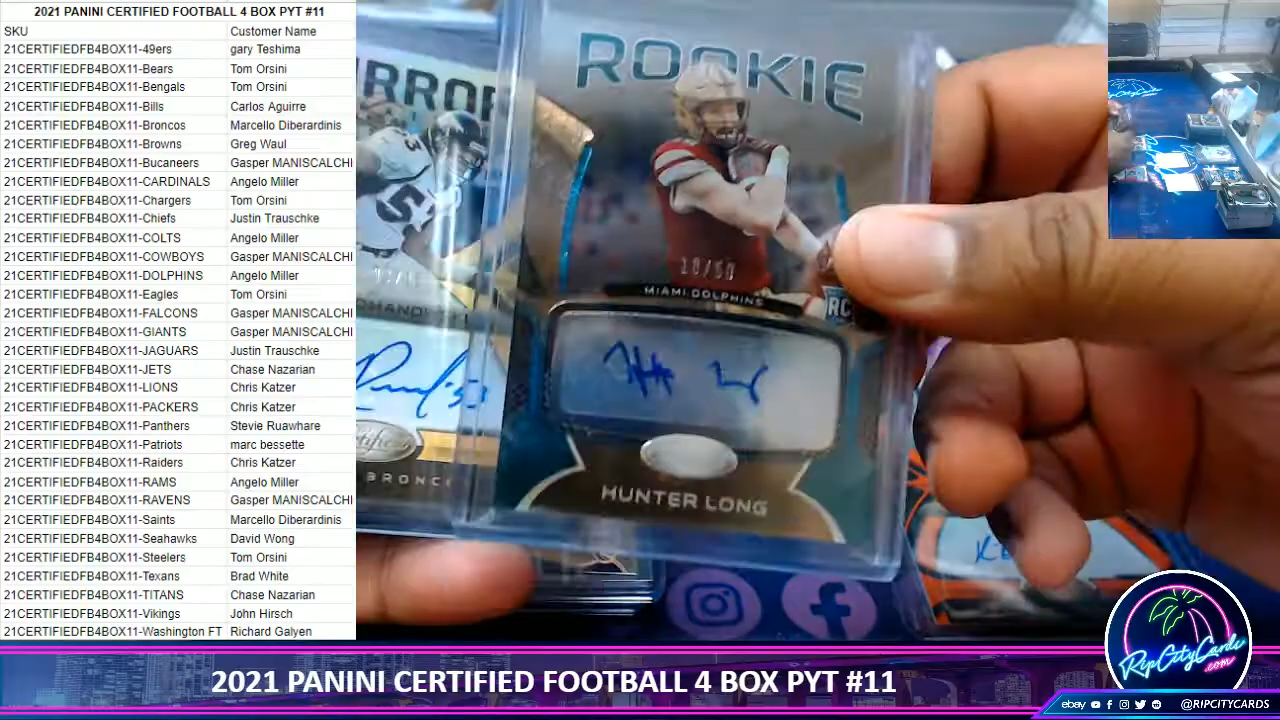 2021 PANINI CERTIFIED FOOTBALL 4 BOX PYT #11
SKU Customer Name
21CERTIFIEDFB4BOX11-49ers gary Teshima
21CERTIFIEDFB4BOX11-Bears Tom Orsini
21CERTIFIEDFB4BOX11-Bengals Tom Orsini
21CERTIFIEDFB4BOX11-Bills Carlos Aguirre
21CERTIFIEDFB4BOX11-Broncos Marcello Diberardinis
21CERTIFIEDFB4BOX11-Browns Greg Waul
21CERTIFIEDFB4BOX11-Bucaneers Gasper MANISCALCHI
21CERTIFIEDFB4BOX11-CARDINALS Angelo Miller
21CERTIFIEDFB4BOX11-Chargers Tom Orsini
21CERTIFIEDFB4BOX11-Chiefs Justin Trauschke
21CERTIFIEDFB4BOX11-COLTS Angelo Miller
21CERTIFIEDFB4BOX11-COWBOYS Gasper MANISCALCHI
21CERTIFIEDFB4BOX11-DOLPHINS Angelo Miller
21CERTIFIEDFB4BOX11-Eagles Tom Orsini
21CERTIFIEDFB4BOX11-FALCONS Gasper MANISCALCHI
21CERTIFIEDFB4BOX11-GIANTS Gasper MANISCALCHI
21CERTIFIEDFB4BOX11-JAGUARS Justin Trauschke
21CERTIFIEDFB4BOX11-JETS Chase Nazarian
21CERTIFIEDFB4BOX11-LIONS Chris Katzer
21CERTIFIEDFB4BOX11-PACKERS Chris Katzer
21CERTIFIEDFB4BOX11-Panthers Stevie Ruawhare
21CERTIFIEDFB4BOX11-Patriots marc bessette
21CERTIFIEDFB4BOX11-Raiders Chris Katzer
21CERTIFIEDFB4BOX11-RAMS Angelo Miller
21CERTIFIEDFB4BOX11-RAVENS Gasper MANISCALCHI
21CERTIFIEDFB4BOX11-Saints Marcello Diberardinis
21CERTIFIEDFB4BOX11-Seahawks David Wong
21CERTIFIEDFB4BOX11-Steelers Tom Orsini
21CERTIFIEDFB4BOX11-Texans Brad White
21CERTIFIEDFB4BOX11-TITANS Chase Nazarian
21CERTIFIEDFB4BOX11-Vikings John Hirsch
21CERTIFIEDFB4BOX11-Washington FT Richard Galyen
ROOKIE
10/50
MIAMI DOLPHINS
RC
HUNTER LONG
RRO
BRONC
RipCityCards
.com
2021 PANINI CERTIFIED FOOTBALL 4 BOX PYT #11
ebay @RIPCITYCARDS